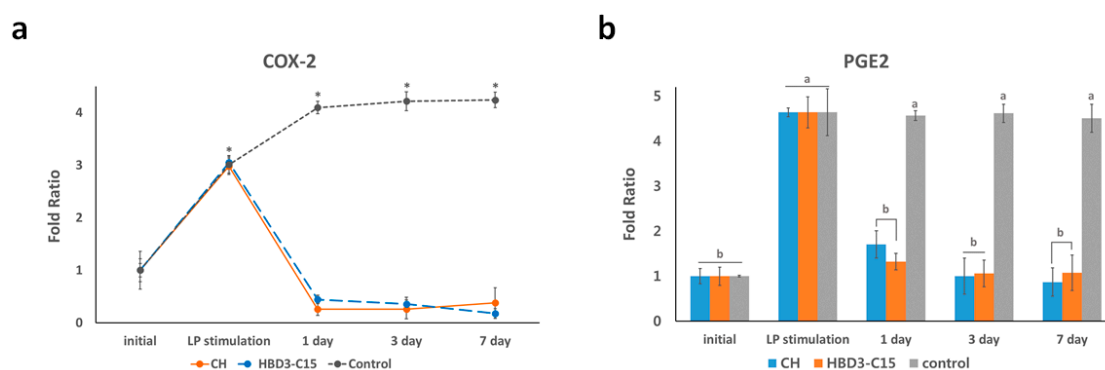 a
COX-2
Fold Ratio
4
3
2
1
0
*
*
*
*
initial LP stimulation 1 day 3 day 7 day
CH HBD3-C15 Control
b
PGE2
Fold Ratio
5
4
3
2
1
0
b
a
b
a
b
a
b
a
initial LP stimulation 1 day 3 day 7 day
CH HBD3-C15 control